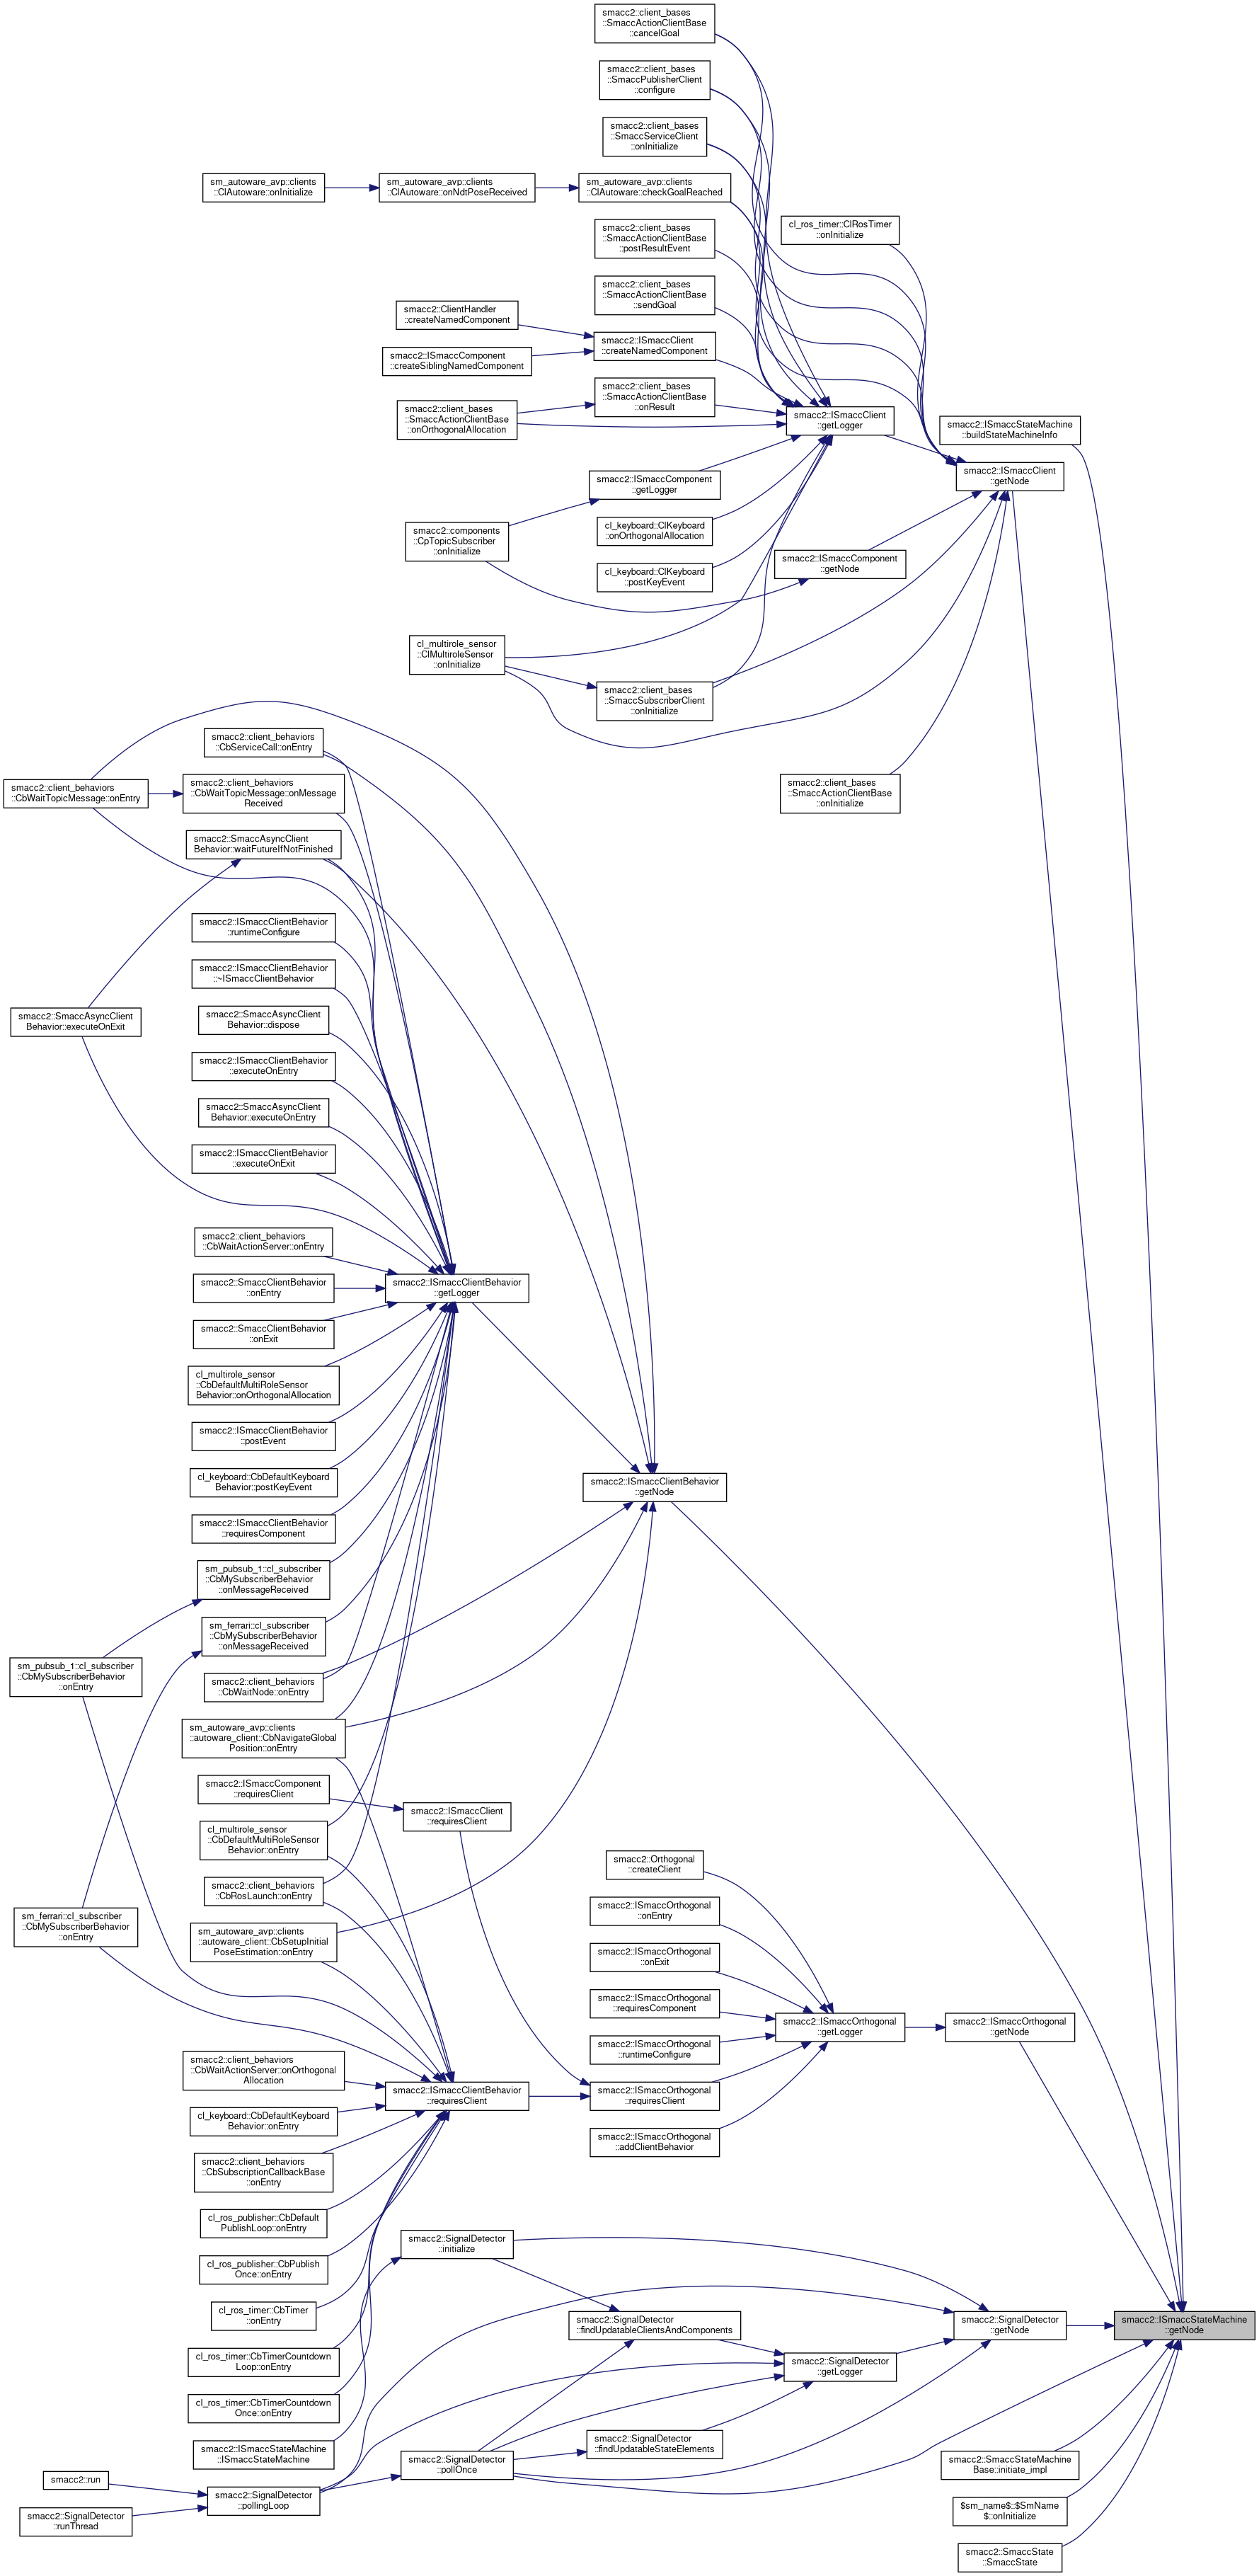 smacc2::client_bases
::SmaccActionClientBase
::cancelGoal
smacc2::client_bases
::SmaccPublisherClient
::configure
smacc2::client_bases
::SmaccServiceClient
::onInitialize
sm_autoware_avp::clients
::ClAutoware::onInitialize
sm_autoware_avp::clients
::ClAutoware::onNdtPoseReceived
sm_autoware_avp::clients
::ClAutoware::checkGoalReached
smacc2::client_bases
::SmaccActionClientBase
::postResultEvent
cl_ros_timer::ClRosTimer
::onInitialize
smacc2::client_bases
::SmaccActionClientBase
::sendGoal
smacc2::ClientHandler
::createNamedComponent
smacc2::ISmaccClient
::createNamedComponent
smacc2::ISmaccComponent
::createSiblingNamedComponent
smacc2::client_bases
::SmaccActionClientBase
::onResult
smacc2::client_bases
::SmaccActionClientBase
::onOrthogonalAllocation
smacc2::ISmaccClient
::getLogger
smacc2::ISmaccStateMachine
::buildStateMachineInfo
smacc2::ISmaccClient
::getNode
smacc2::ISmaccComponent
::getLogger
cl_keyboard::ClKeyboard
::onOrthogonalAllocation
smacc2::components
::CpTopicSubscriber
::onInitialize
smacc2::ISmaccComponent
::getNode
cl_keyboard::ClKeyboard
::postKeyEvent
cl_multirole_sensor
::ClMultiroleSensor
::onInitialize
smacc2::client_bases
::SmaccSubscriberClient
::onInitialize
smacc2::client_behaviors
::CbServiceCall::onEntry
smacc2::client_behaviors
::CbWaitTopicMessage::onEntry
smacc2::client_behaviors
::CbWaitTopicMessage::onMessage
Received
smacc2::client_bases
::SmaccActionClientBase
::onInitialize
smacc2::SmaccAsyncClient
Behavior::waitFutureIfNotFinished
smacc2::ISmaccClientBehavior
::runtimeConfigure
smacc2::ISmaccClientBehavior
::~ISmaccClientBehavior
smacc2::SmaccAsyncClient
Behavior::executeOnExit
smacc2::SmaccAsyncClient
Behavior::dispose
smacc2::ISmaccClientBehavior
::executeOnEntry
smacc2::SmaccAsyncClient
Behavior::executeOnEntry
smacc2::ISmaccClientBehavior
::executeOnExit
smacc2::client_behaviors
::CbWaitActionServer::onEntry
smacc2::SmaccClientBehavior
::onEntry
smacc2::ISmaccClientBehavior
::getLogger
smacc2::SmaccClientBehavior
::onExit
cl_multirole_sensor
::CbDefaultMultiRoleSensor
Behavior::onOrthogonalAllocation
smacc2::ISmaccClientBehavior
::postEvent
cl_keyboard::CbDefaultKeyboard
Behavior::postKeyEvent
smacc2::ISmaccClientBehavior
::getNode
smacc2::ISmaccClientBehavior
::requiresComponent
sm_pubsub_1::cl_subscriber
::CbMySubscriberBehavior
::onMessageReceived
sm_ferrari::cl_subscriber
::CbMySubscriberBehavior
::onMessageReceived
sm_pubsub_1::cl_subscriber
::CbMySubscriberBehavior
::onEntry
smacc2::client_behaviors
::CbWaitNode::onEntry
sm_autoware_avp::clients
::autoware_client::CbNavigateGlobal
Position::onEntry
smacc2::ISmaccComponent
::requiresClient
smacc2::ISmaccClient
::requiresClient
cl_multirole_sensor
::CbDefaultMultiRoleSensor
Behavior::onEntry
smacc2::Orthogonal
::createClient
smacc2::client_behaviors
::CbRosLaunch::onEntry
sm_ferrari::cl_subscriber
::CbMySubscriberBehavior
::onEntry
smacc2::ISmaccOrthogonal
::onEntry
sm_autoware_avp::clients
::autoware_client::CbSetupInitial
PoseEstimation::onEntry
smacc2::ISmaccOrthogonal
::onExit
smacc2::ISmaccOrthogonal
::requiresComponent
smacc2::ISmaccOrthogonal
::getLogger
smacc2::ISmaccOrthogonal
::getNode
smacc2::ISmaccOrthogonal
::runtimeConfigure
smacc2::client_behaviors
::CbWaitActionServer::onOrthogonal
Allocation
smacc2::ISmaccClientBehavior
::requiresClient
smacc2::ISmaccOrthogonal
::requiresClient
cl_keyboard::CbDefaultKeyboard
Behavior::onEntry
smacc2::ISmaccOrthogonal
::addClientBehavior
smacc2::client_behaviors
::CbSubscriptionCallbackBase
::onEntry
cl_ros_publisher::CbDefault
PublishLoop::onEntry
smacc2::SignalDetector
::initialize
cl_ros_publisher::CbPublish
Once::onEntry
cl_ros_timer::CbTimer
::onEntry
smacc2::SignalDetector
::findUpdatableClientsAndComponents
smacc2::SignalDetector
::getNode
smacc2::ISmaccStateMachine
::getNode
cl_ros_timer::CbTimerCountdown
Loop::onEntry
smacc2::SignalDetector
::getLogger
cl_ros_timer::CbTimerCountdown
Once::onEntry
smacc2::SignalDetector
::findUpdatableStateElements
smacc2::ISmaccStateMachine
::ISmaccStateMachine
smacc2::SignalDetector
::pollOnce
smacc2::SmaccStateMachine
Base::initiate_impl
smacc2::run
smacc2::SignalDetector
::pollingLoop
$sm_name$::$SmName
$::onInitialize
smacc2::SignalDetector
::runThread
smacc2::SmaccState
::SmaccState